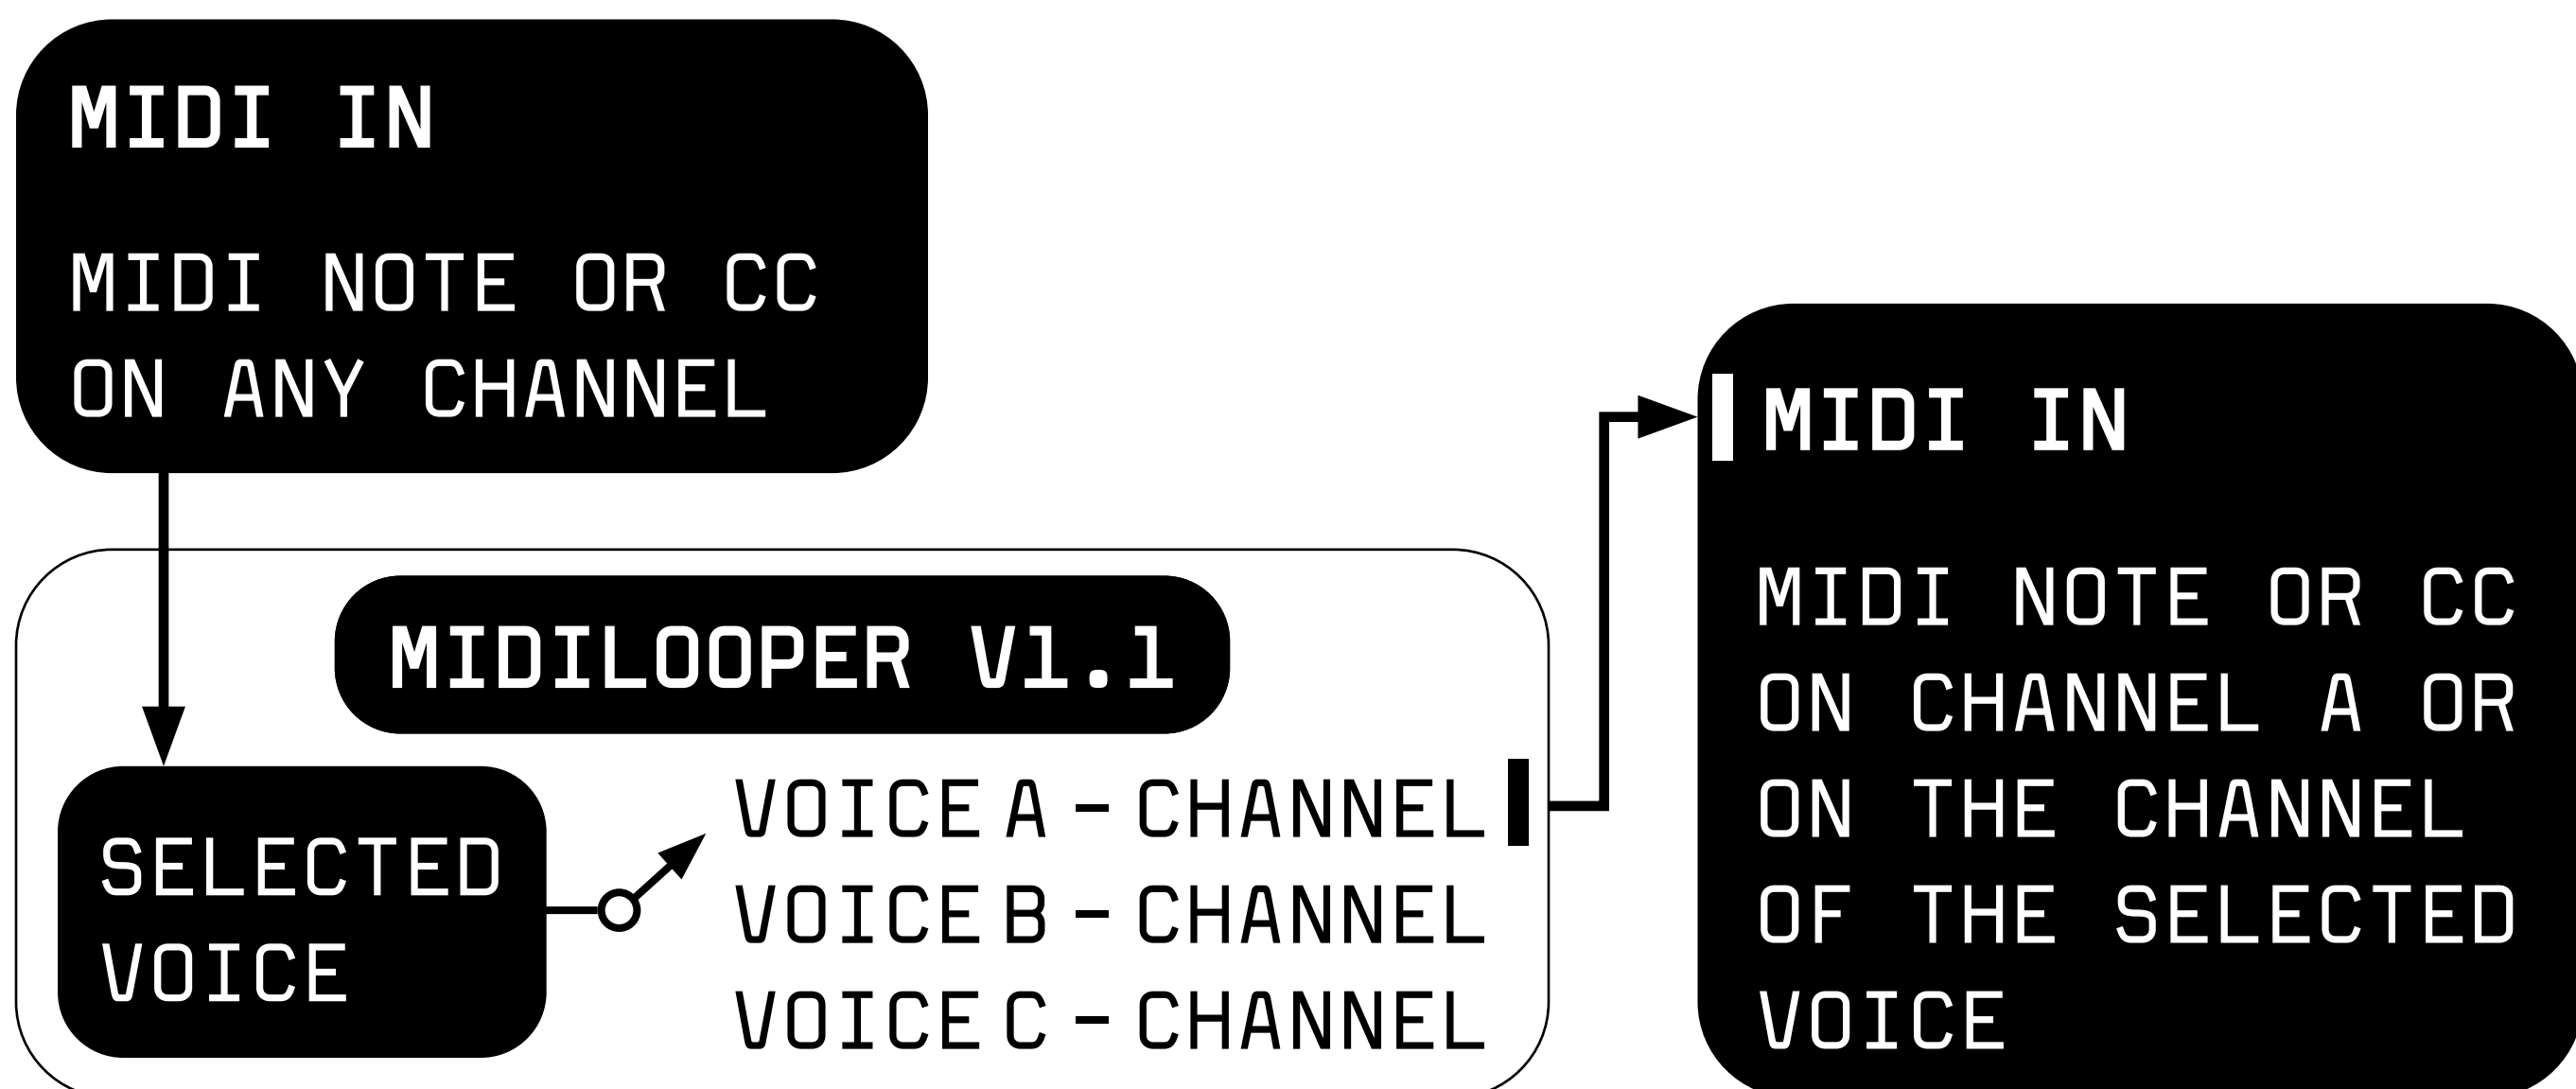 MIDI IN
MIDI NOTE OR CC
ON ANY CHANNEL
MIDILOOPER V1.1
SELECTED
VOICE
VOICE A - CHANNEL
VOICE B - CHANNEL
VOICE C - CHANNEL
MIDI IN
MIDI NOTE OR CC
ON CHANNEL A OR
ON THE CHANNEL
OF THE SELECTED
VOICE